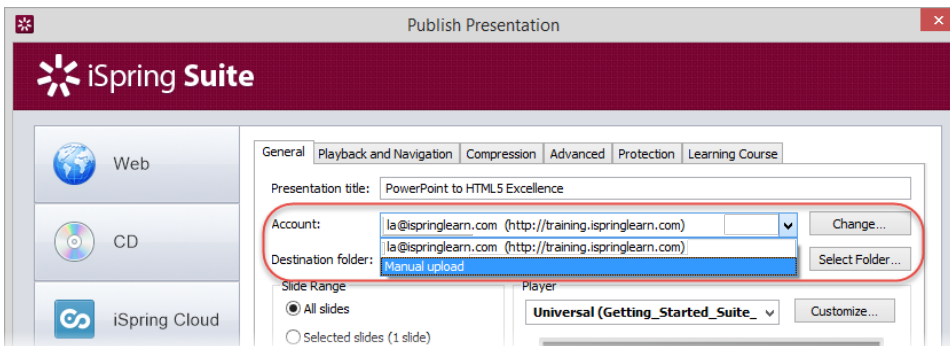 Publish Presentation
iSpring Suite
Web
CD
iSpring Cloud
General Playback and Navigation Compression Advanced Protection Learning Course
Presentation title: PowerPoint to HTML5 Excellence
Account: la@ispringlearn.com (http://training.ispringlearn.com) Change...
la@ispringlearn.com (http://training.ispringlearn.com)
Destination folder: Manual upload Select Folder...
Slide Range Player
All slides Universal (Getting_Started_Suite_ Customize...
Selected slides (1 slide)